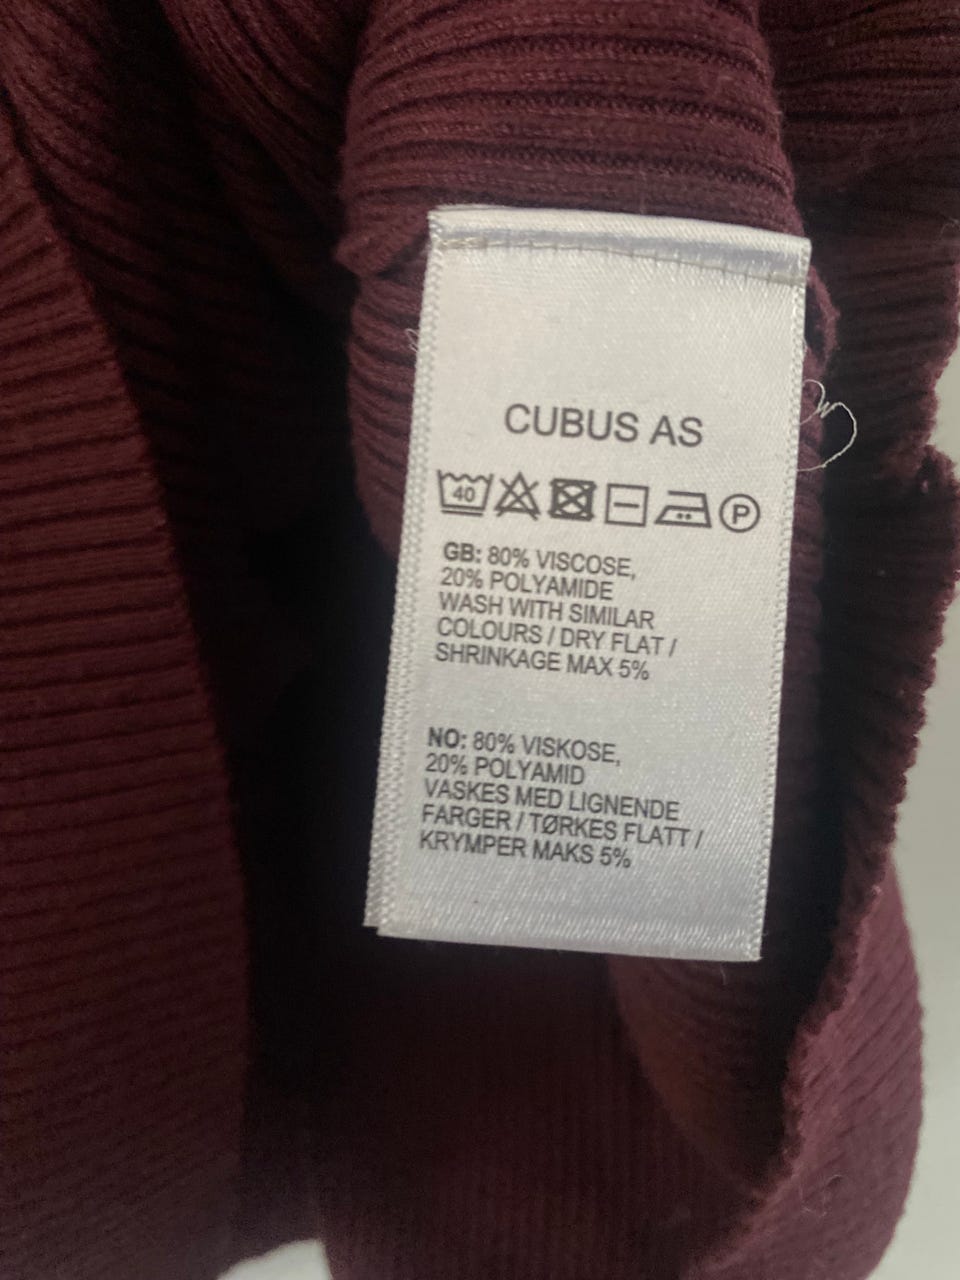 CUBUS AS
40 P
GB: 80% VISCOSE,
20% POLYAMIDE
WASH WITH SIMILAR
COLOURS / DRY FLAT /
SHRINKAGE MAX 5%
NO: 80% VISKOSE,
20% POLYAMID
VASKES MED LIGNENDE
FARGER / TØRKES FLATT /
KRYMPER MAKS 5%